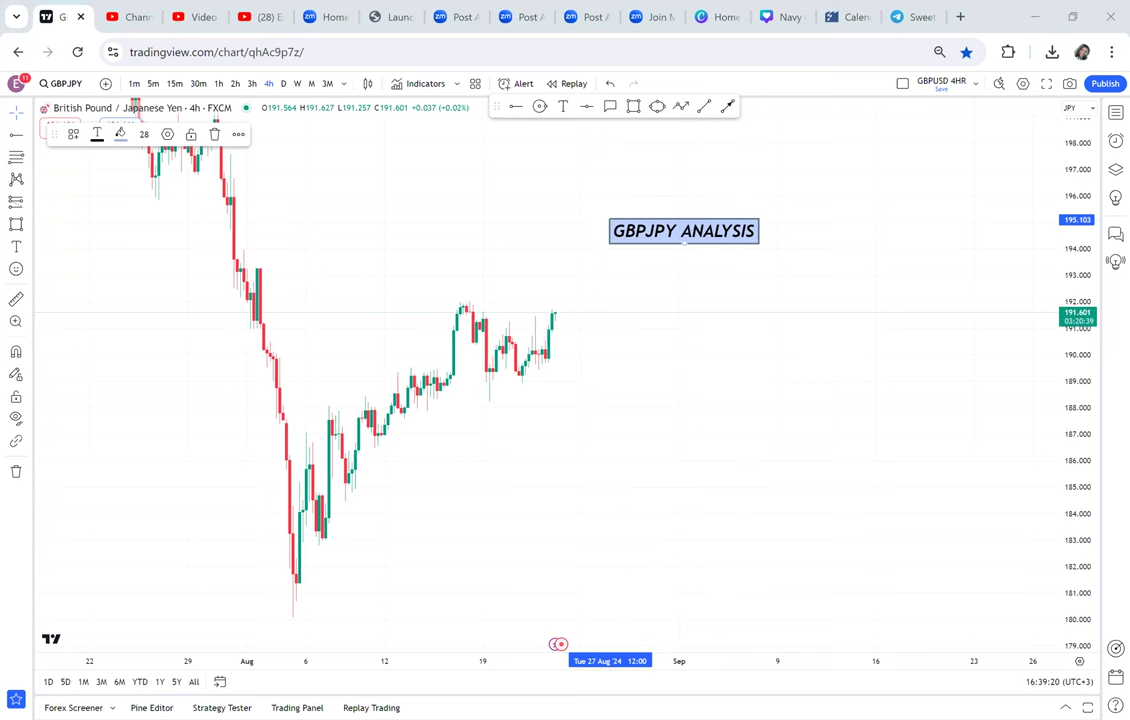 G
Chann
Video
(28) E
Home
Launc
Post A
Post A
Post A
Join M
Home
Navy
Calen
Sweet
tradingview.com/chart/qhAc9p7z/
E 11 GBPJPY 1m 5m 15m 30m 1h 2h 3h 4h D W M 3M Indicators Alert Replay GBPUSD 4HR Save Publish
British Pound / Japanese Yen · 4h · FXCM O191.564 H191.627 L191.257 C191.601 +0.037 (+0.02%) JPY
28
198.000
197.000
196.000
195.103
194.000
193.000
192.000
191.601
03:20:39
191.000
190.000
189.000
188.000
187.000
186.000
185.000
184.000
183.000
182.000
181.000
180.000
179.000
GBPJPY ANALYSIS
22 29 Aug 6 12 19 Tue 27 Aug '24 12:00 Sep 9 16 23 26
1D 5D 1M 3M 6M YTD 1Y 5Y All 16:39:20 (UTC+3)
Forex Screener Pine Editor Strategy Tester Trading Panel Replay Trading